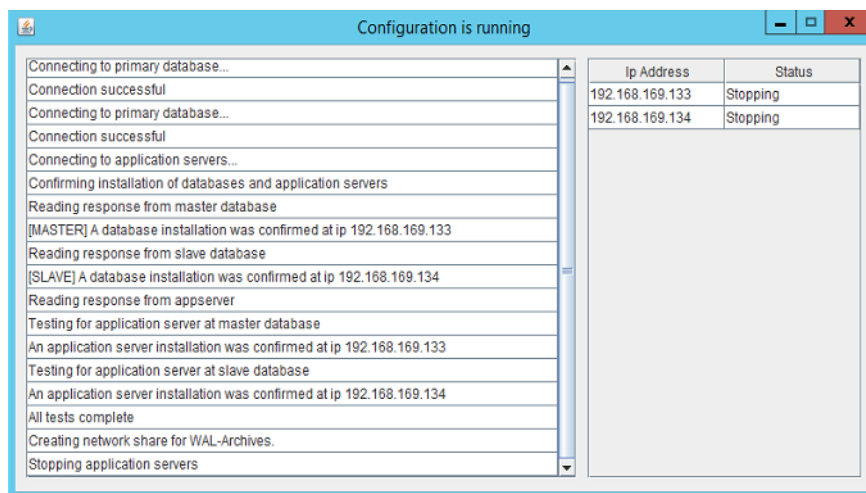 Configuration is running
Connecting to primary database...
Connection successful
Connecting to primary database...
Connection successful
Connecting to application servers...
Confirming installation of databases and application servers
Reading response from master database
[MASTER] A database installation was confirmed at ip 192.168.169.133
Reading response from slave database
[SLAVE] A database installation was confirmed at ip 192.168.169.134
Reading response from appserver
Testing for application server at master database
An application server installation was confirmed at ip 192.168.169.133
Testing for application server at slave database
An application server installation was confirmed at ip 192.168.169.134
All tests complete
Creating network share for WAL-Archives.
Stopping application servers
Ip Address Status
192.168.169.133 Stopping
192.168.169.134 Stopping